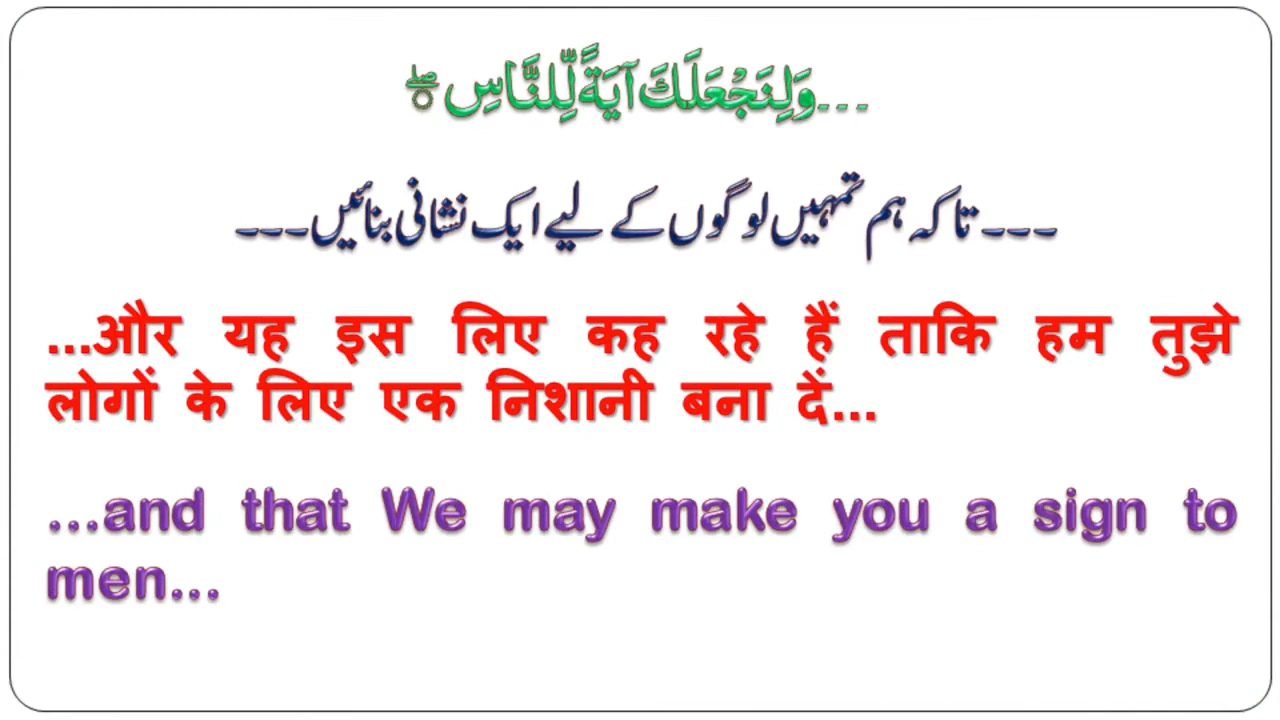 ...وَلِنَجْعَلَكَ آيَةً لِّلنَّاسِ ۖ
--- تاکہ ہم تمہیں لوگوں کے لیے ایک نشانی بنائیں---
...और यह इस लिए कह रहे हैं ताकि हम तुझे
लोगों के लिए एक निशानी बना दें...
...and that We may make you a sign to
men...